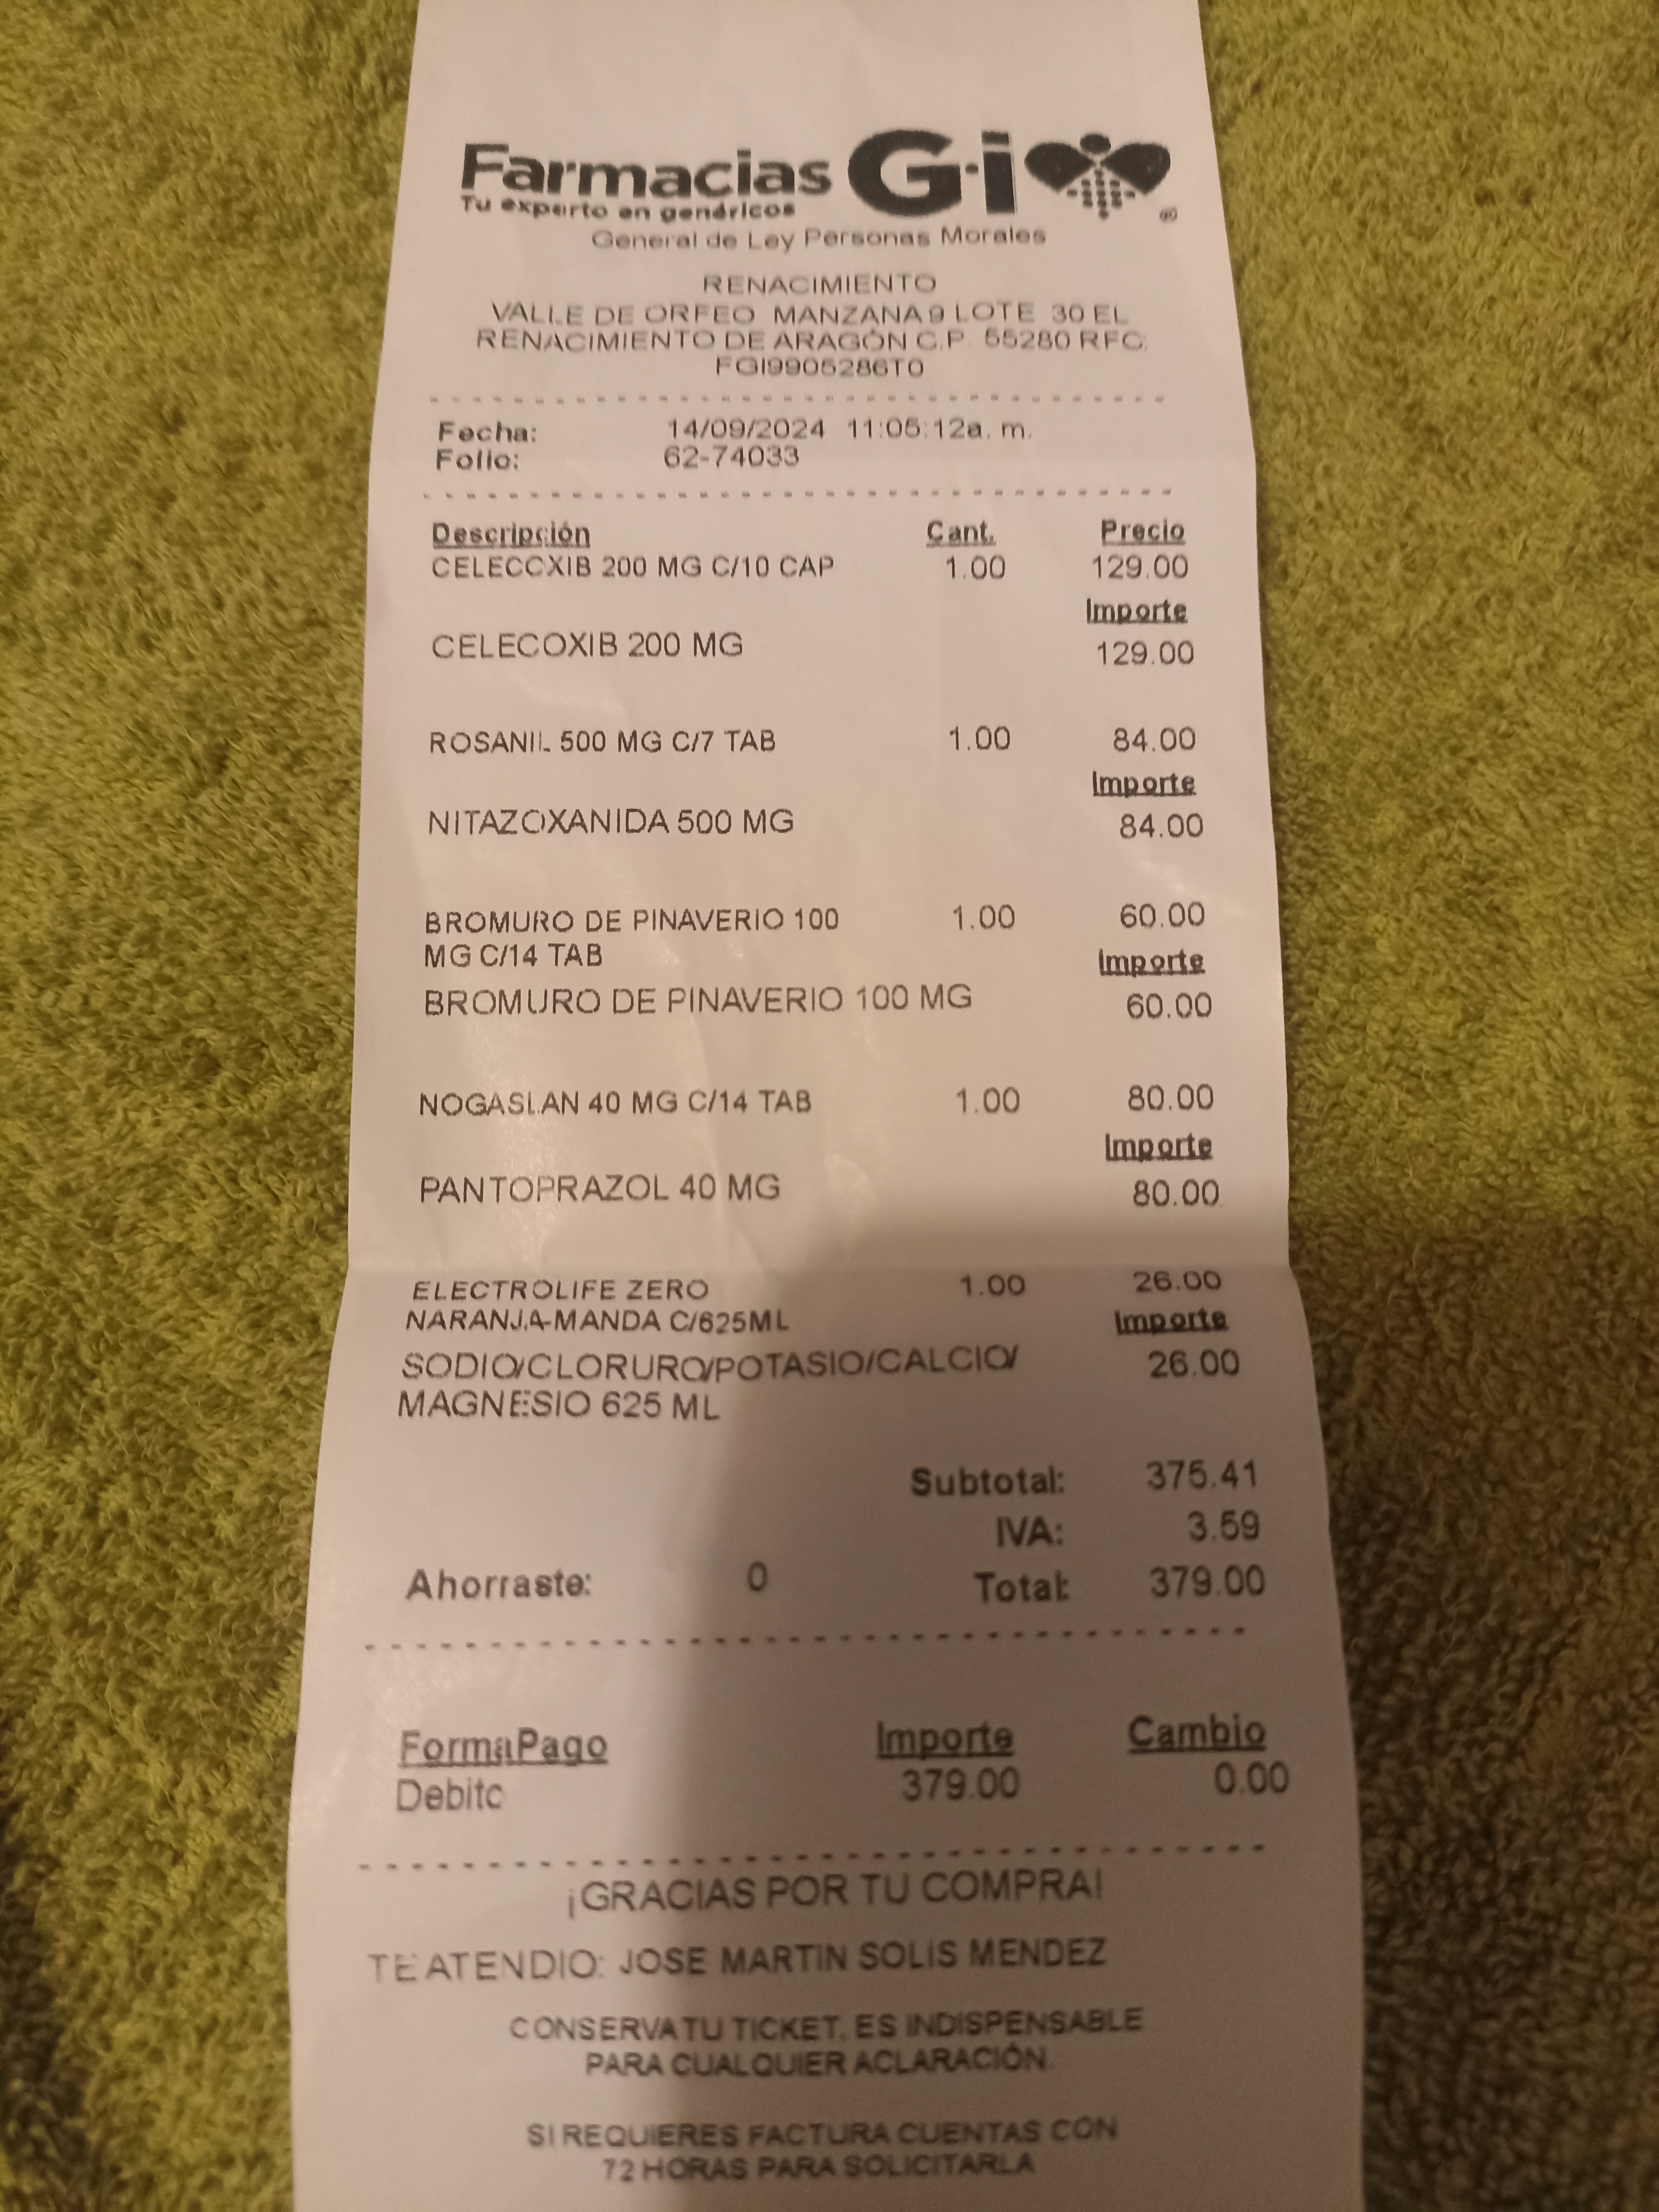 Farmacias G·i
Tu experto en genéricos
General de Ley Personas Morales
RENACIMIENTO
VALLE DE ORFEO MANZANA 9 LOTE 30 EL
RENACIMIENTO DE ARAGÓN C.P. 55280 RFC:
FGI9905286T0
Fecha: 14/09/2024 11:05:12a. m.
Folio: 62-74033
Descripción Cant. Precio
CELECOXIB 200 MG C/10 CAP 1.00 129.00
Importe
CELECOXIB 200 MG 129.00
ROSANIL 500 MG C/7 TAB 1.00 84.00
Importe
NITAZOXANIDA 500 MG 84.00
BROMURO DE PINAVERIO 100 1.00 60.00
MG C/14 TAB Importe
BROMURO DE PINAVERIO 100 MG 60.00
NOGASLAN 40 MG C/14 TAB 1.00 80.00
Importe
PANTOPRAZOL 40 MG 80.00
ELECTROLIFE ZERO 1.00 26.00
NARANJA-MANDA C/625ML Importe
SODIO/CLORURO/POTASIO/CALCIO/ 26.00
MAGNESIO 625 ML
Subtotal: 375.41
IVA: 3.59
Ahorraste: 0 Total: 379.00
FormaPago Importe Cambio
Debito 379.00 0.00
¡GRACIAS POR TU COMPRA!
TE ATENDIO: JOSE MARTIN SOLIS MENDEZ
CONSERVA TU TICKET, ES INDISPENSABLE
PARA CUALQUIER ACLARACIÓN.
SI REQUIERES FACTURA CUENTAS CON
72 HORAS PARA SOLICITARLA